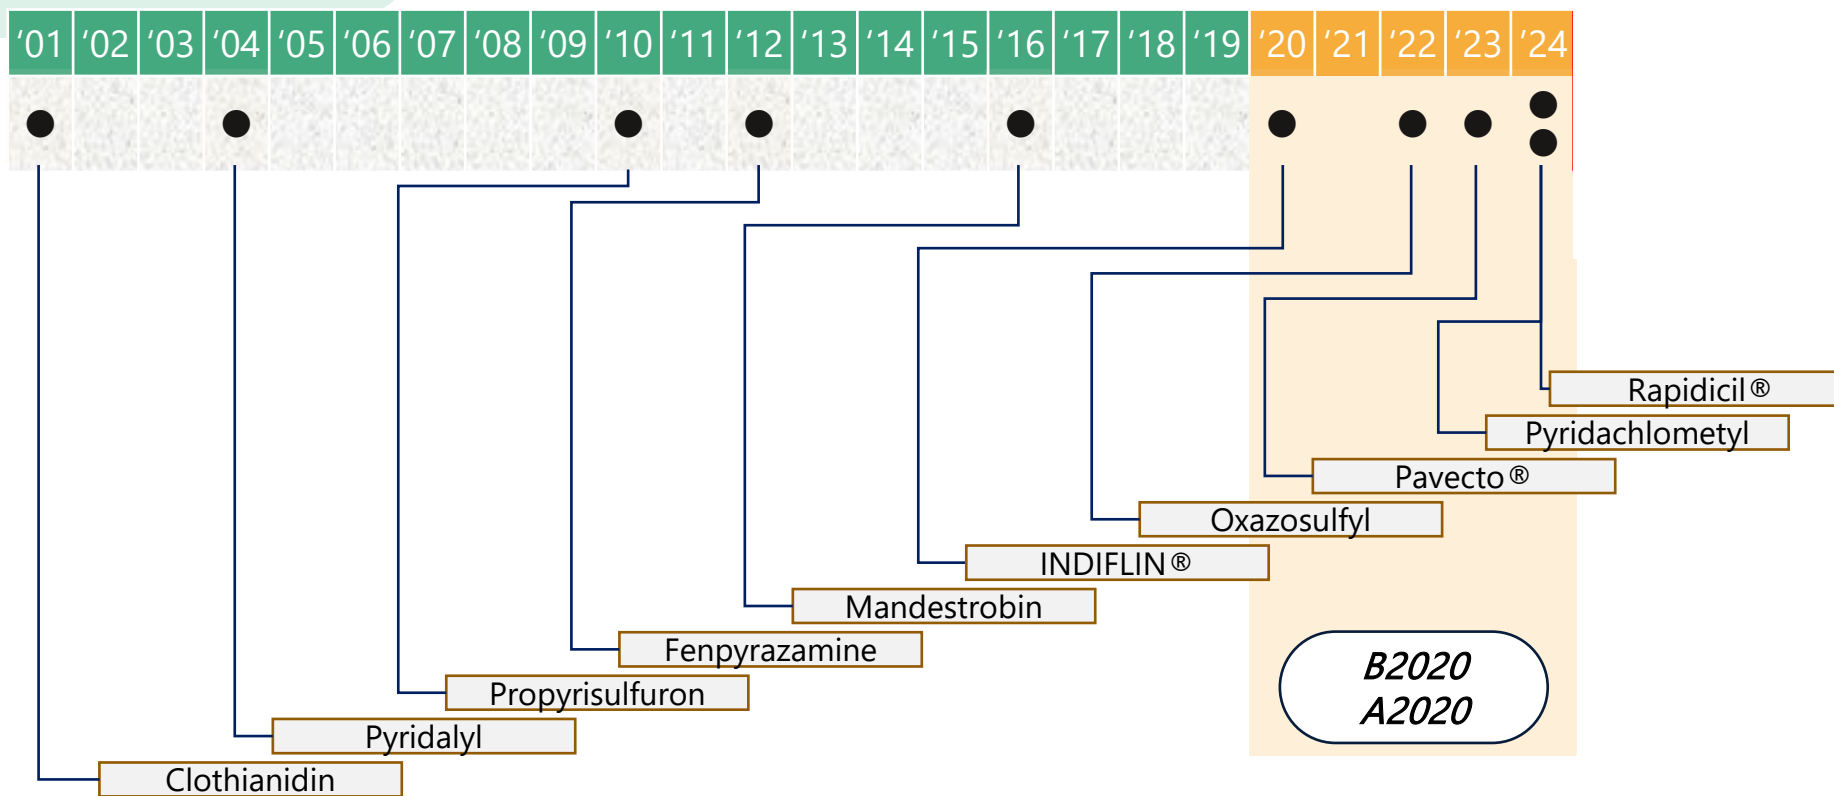 ‘01 ‘02 ‘03 ‘04 ‘05 ‘06 ‘07 ‘08 ‘09 ‘10 ‘11 ‘12 ‘13 ‘14 ‘15 ‘16 ‘17 ‘18 ‘19 ‘20 ‘21 ‘22 ‘23 ‘24
Rapidicil®
Pyridachlometyl
Pavecto®
Oxazosulfyl
INDIFLIN®
Mandestrobin
Fenpyrazamine
B2020
A2020
Propyrisulfuron
Pyridalyl
Clothianidin